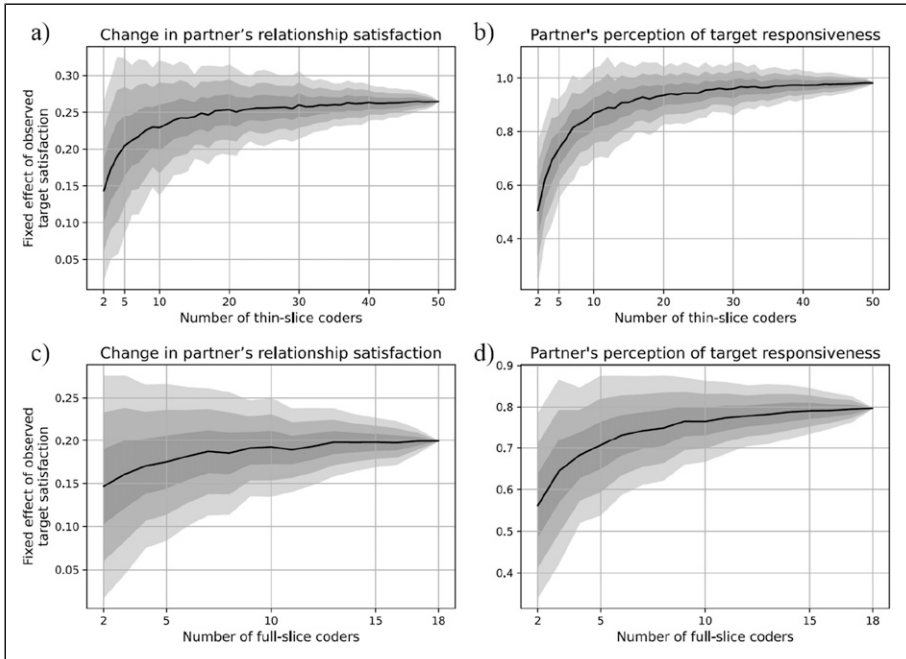 a)
Change in partner’s relationship satisfaction
Fixed effect of observed
target satisfaction
0.30
0.25
0.20
0.15
0.10
0.05
2 5 10 20 30 40 50
Number of thin-slice coders
b)
Partner's perception of target responsiveness
1.0
0.8
0.6
0.4
2 5 10 20 30 40 50
Number of thin-slice coders
c)
Change in partner’s relationship satisfaction
Fixed effect of observed
target satisfaction
0.25
0.20
0.15
0.10
0.05
2 5 10 15 18
Number of full-slice coders
d)
Partner's perception of target responsiveness
0.9
0.8
0.7
0.6
0.5
0.4
2 5 10 15 18
Number of full-slice coders